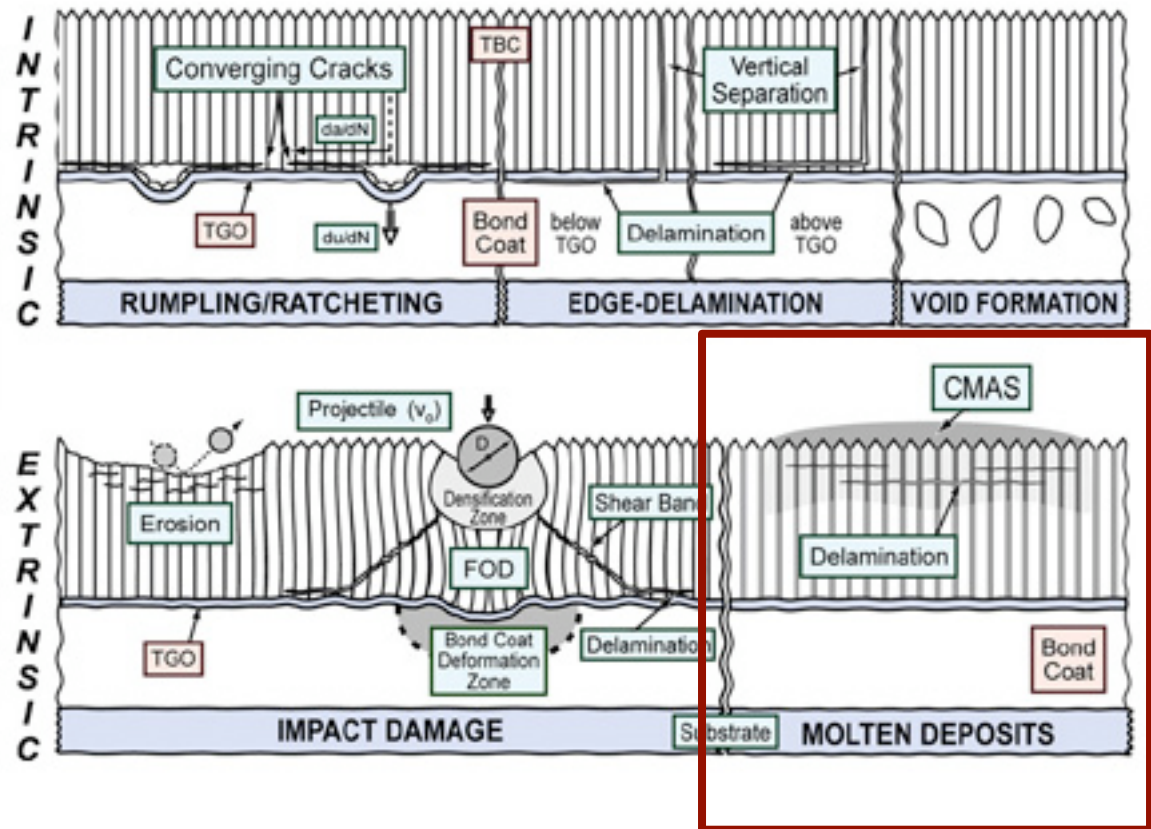 INTRINSIC
TBC
Converging Cracks
Vertical
Separation
da/dN
TGO
du/dN
Bond
Coat
below
TGO
Delamination
above
TGO
RUMPLING/RATCHETING
EDGE-DELAMINATION
VOID FORMATION
EXTRINSIC
Projectile (vₒ)
CMAS
D
Densification
Zone
Shear Band
Erosion
FOD
Delamination
TGO
Bond Coat
Deformation
Zone
Delamination
Bond
Coat
IMPACT DAMAGE
Substrate
MOLTEN DEPOSITS